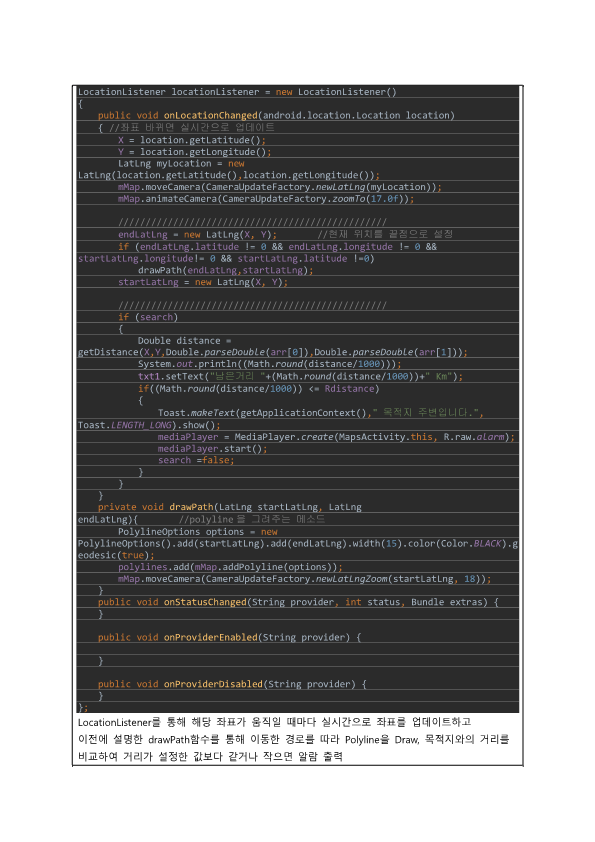 LocationListener locationListener = new LocationListener()
{
public void onLocationChanged(android.location.Location location)
{ //좌표 바뀌면 실시간으로 업데이트
X = location.getLatitude();
Y = location.getLongitude();
LatLng myLocation = new
LatLng(location.getLatitude(),location.getLongitude());
mMap.moveCamera(CameraUpdateFactory.newLatLng(myLocation));
mMap.animateCamera(CameraUpdateFactory.zoomTo(17.0f));
//////////////////////////////////////////////////
endLatLng = new LatLng(X, Y); //현재 위치를 끝점으로 설정
if (endLatLng.latitude != 0 && endLatLng.longitude != 0 &&
startLatLng.longitude!= 0 && startLatLng.latitude !=0)
drawPath(endLatLng,startLatLng);
startLatLng = new LatLng(X, Y);
//////////////////////////////////////////////////
if (search)
{
Double distance =
getDistance(X,Y,Double.parseDouble(arr[0]),Double.parseDouble(arr[1]));
System.out.println((Math.round(distance/1000)));
txt1.setText("남은거리 "+(Math.round(distance/1000))+" Km");
if((Math.round(distance/1000)) <= Rdistance)
{
Toast.makeText(getApplicationContext()," 목적지 주변입니다.",
Toast.LENGTH_LONG).show();
mediaPlayer = MediaPlayer.create(MapsActivity.this, R.raw.alarm);
mediaPlayer.start();
search =false;
}
}
}
private void drawPath(LatLng startLatLng, LatLng
endLatLng){ //polyline을 그려주는 메소드
PolylineOptions options = new
PolylineOptions().add(startLatLng).add(endLatLng).width(15).color(Color.BLACK).g
eodesic(true);
polylines.add(mMap.addPolyline(options));
mMap.moveCamera(CameraUpdateFactory.newLatLngZoom(startLatLng, 18));
}
public void onStatusChanged(String provider, int status, Bundle extras) {
}
public void onProviderEnabled(String provider) {
}
public void onProviderDisabled(String provider) {
}
};
LocationListener를 통해 해당 좌표가 움직일 때마다 실시간으로 좌표를 업데이트하고
이전에 설명한 drawPath함수를 통해 이동한 경로를 따라 Polyline을 Draw, 목적지와의 거리를
비교하여 거리가 설정한 값보다 같거나 작으면 알람 출력